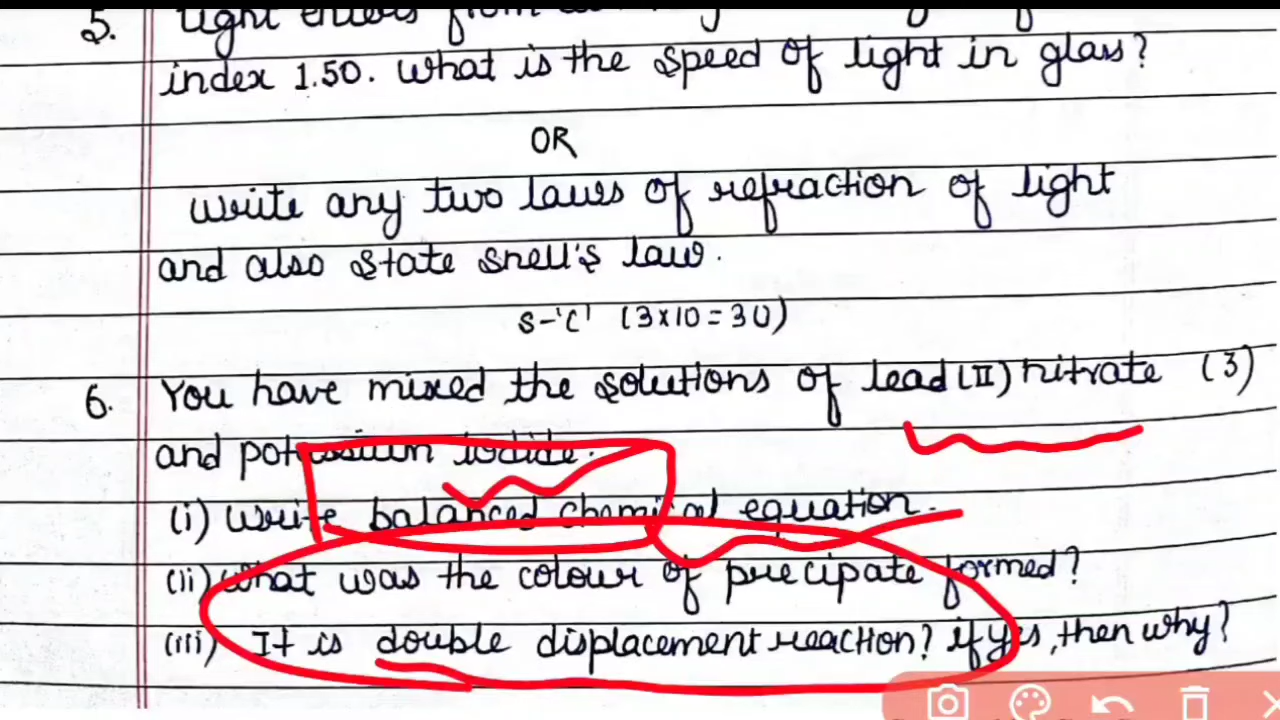 5. light enters from
index 1.50. What is the speed of light in glass?
OR
write any two laws of refraction of light
and also state snell's law.
S-'C' (3x10=30)
6. You have mixed the solutions of lead(II) nitrate (3)
and potassium iodide.
(i) write balanced chemical equation.
(ii) what was the colour of precipate formed?
(iii) It is double displacement reaction? if yes, then why?